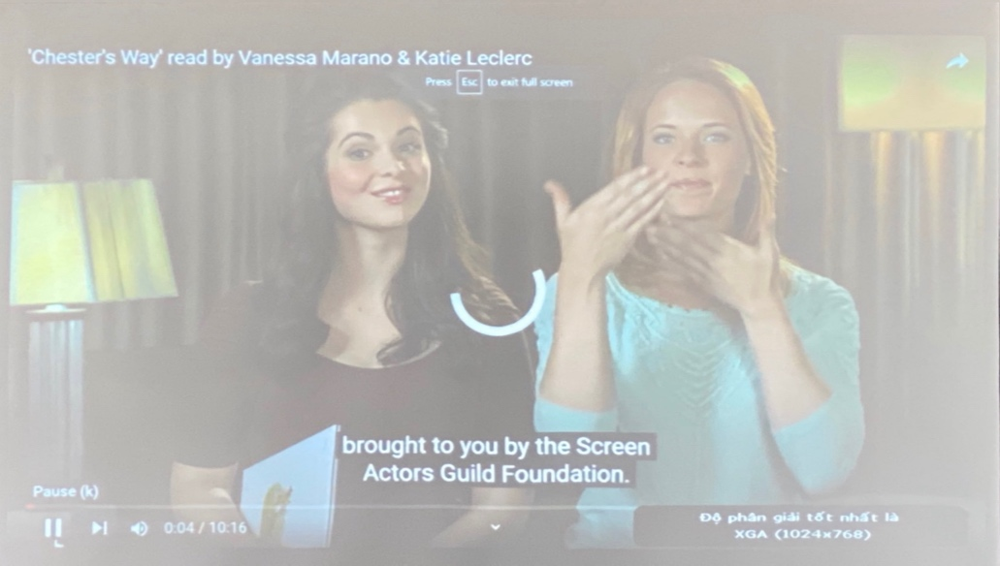 'Chester's Way' read by Vanessa Marano & Katie Leclerc
Press Esc to exit full screen
brought to you by the Screen
Actors Guild Foundation.
Pause (k)
0:04 / 10:16
Độ phân giải tốt nhất là
XGA (1024x768)